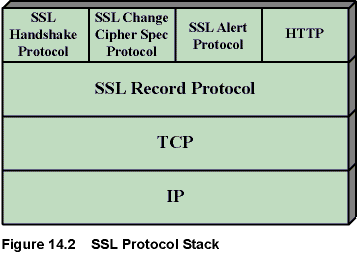 SSL
Handshake
Protocol
SSL Change
Cipher Spec
Protocol
SSL Alert
Protocol
HTTP
SSL Record Protocol
TCP
IP
Figure 14.2 SSL Protocol Stack